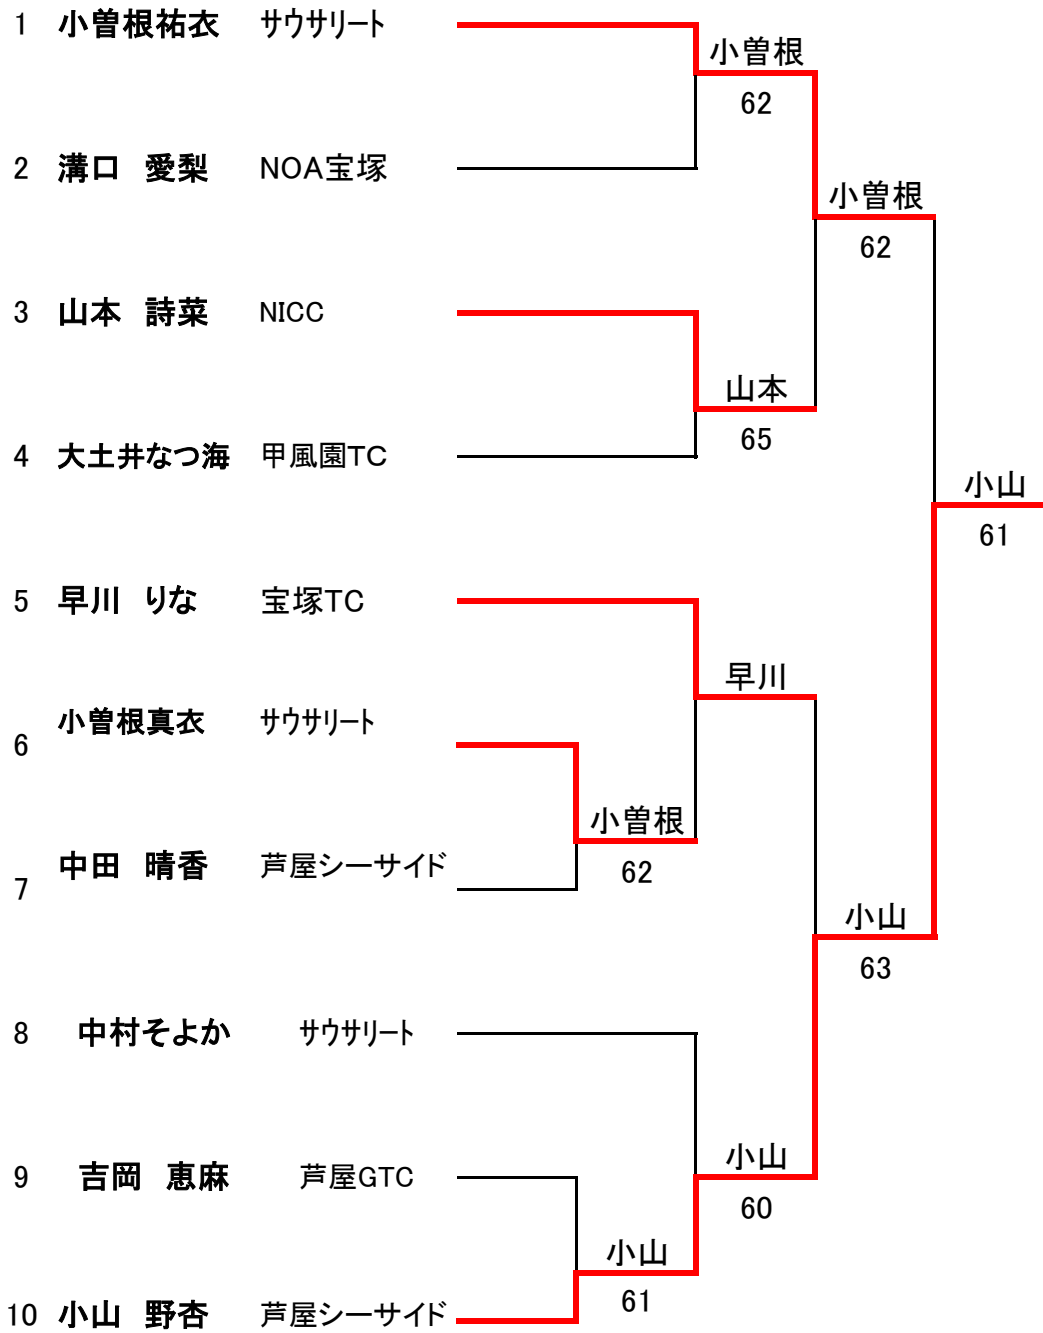 1 小曽根祐衣 サウサリート
小曽根
62
2 溝口 愛梨 NOA宝塚
小曽根
62
3 山本 詩菜 NICC
山本
65
4 大土井なつ海 甲風園TC
小山
61
5 早川 りな 宝塚TC
早川
6 小曽根真衣 サウサリート
小曽根
62
7 中田 晴香 芦屋シーサイド
小山
63
8 中村そよか サウサリート
小山
60
9 吉岡 恵麻 芦屋GTC
小山
61
10 小山 野杏 芦屋シーサイド